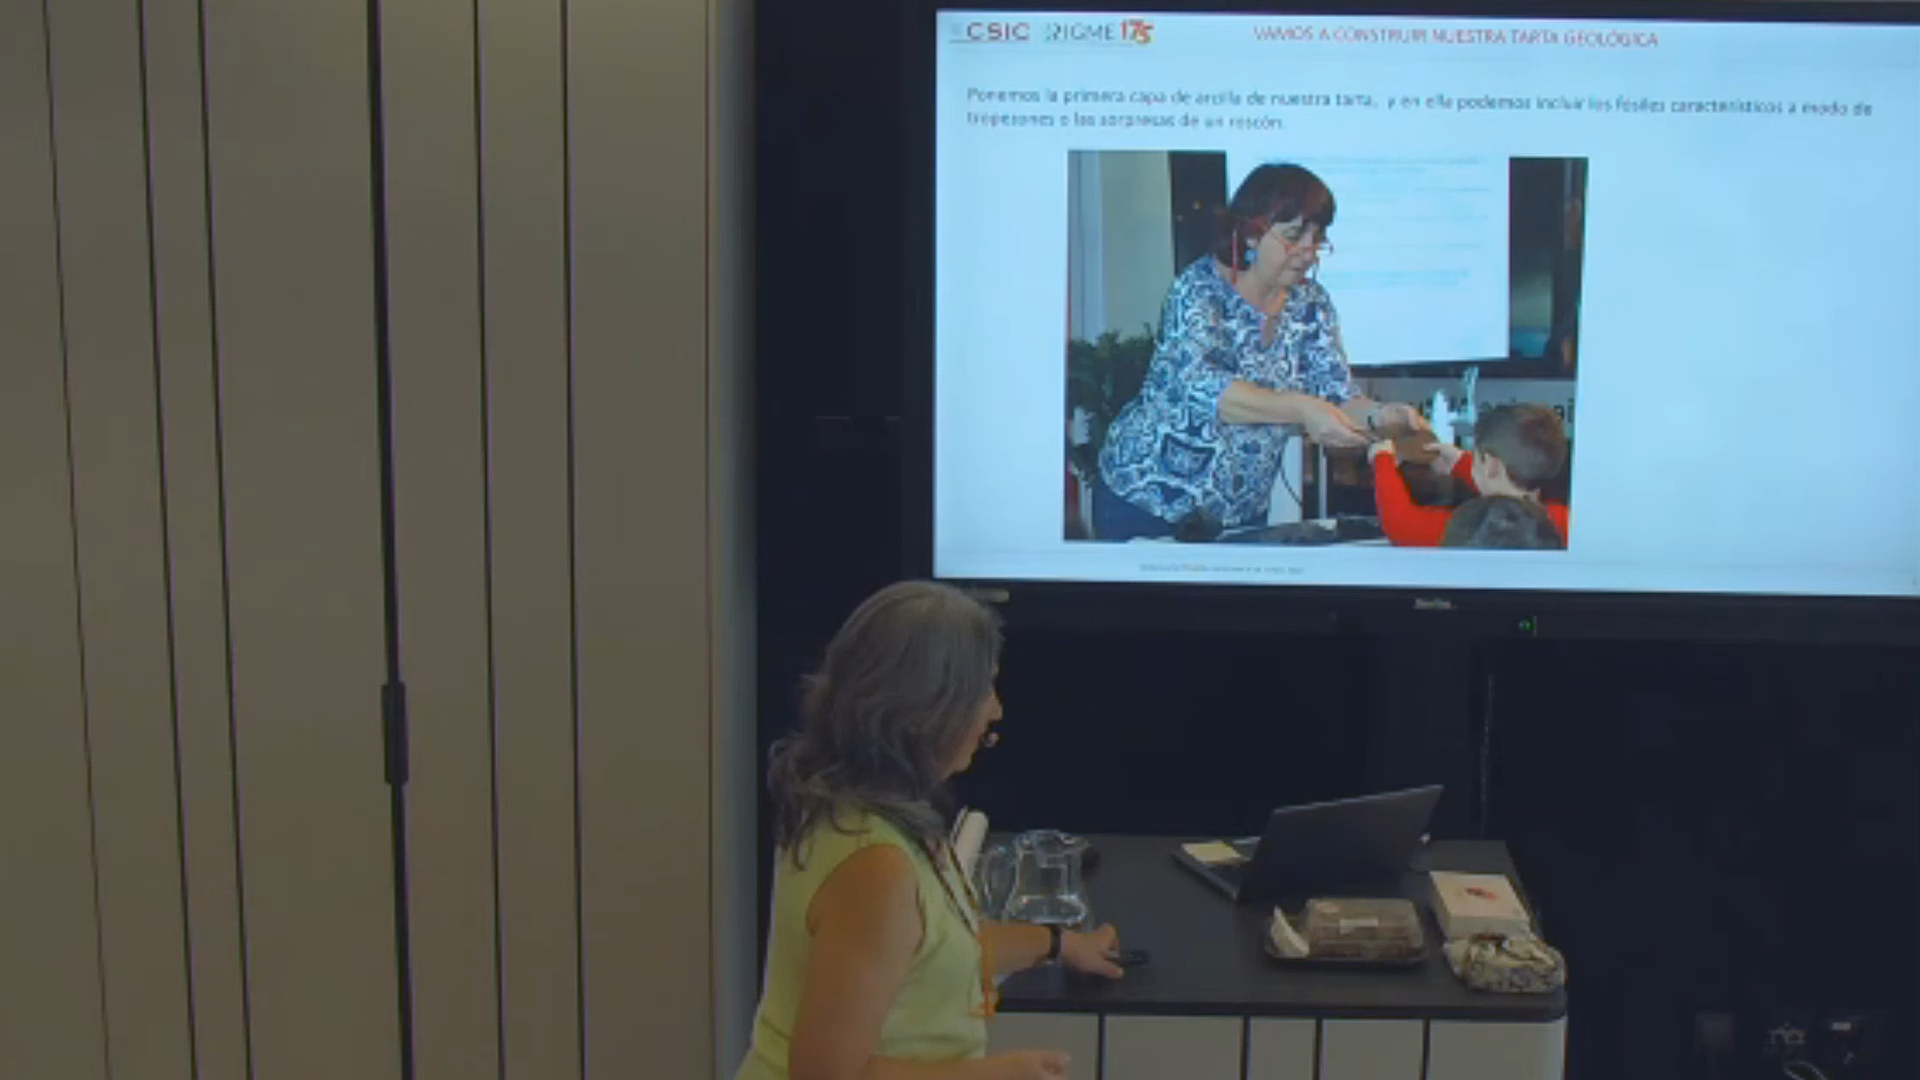 CSIC IGME 175
VAMOS A CONSTRUIR NUESTRA TARTA GEOLÓGICA
Ponemos la primera capa de arcilla de nuestra tarta, y en ella podemos incluir los fósiles característicos a modo de
tropezones o las sorpresas de un roscón.